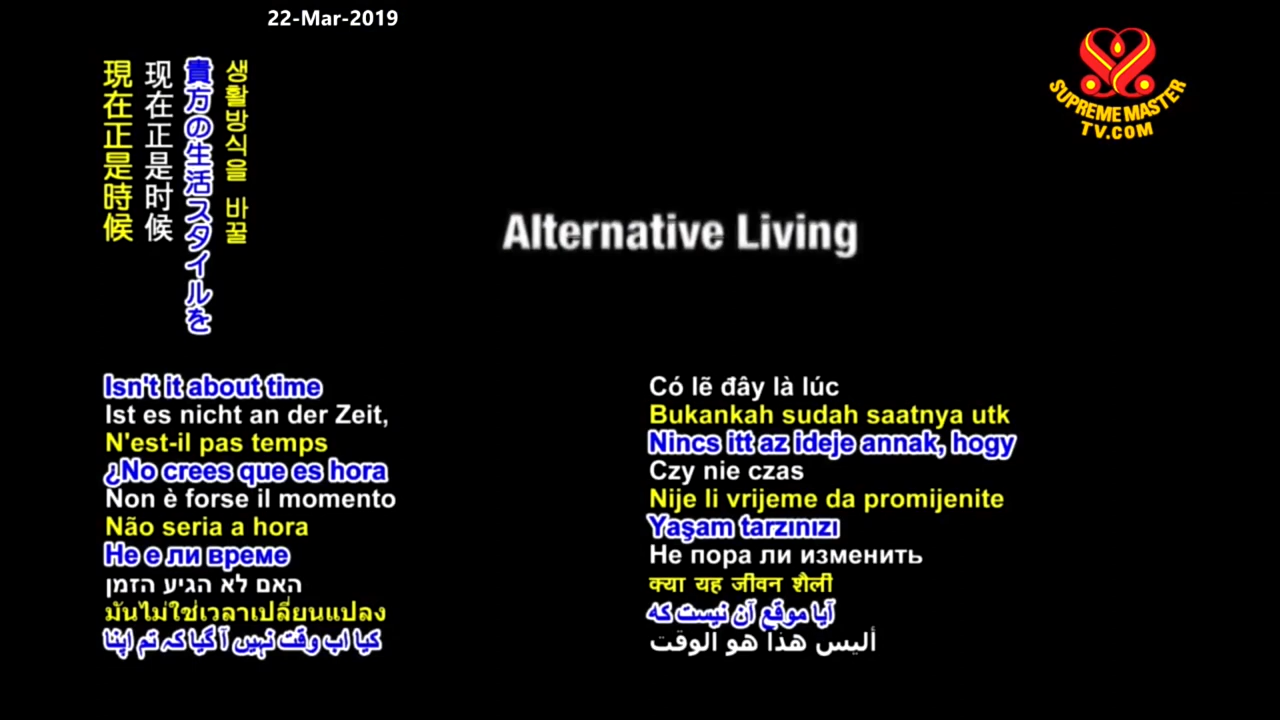 22-Mar-2019
SUPREME MASTER
TV.COM
現在正是時候
现在正是时候
貴方の生活スタイルを
생활방식을 바꿀
Alternative Living
Isn't it about time
Ist es nicht an der Zeit,
N'est-il pas temps
¿No crees que es hora
Non è forse il momento
Não seria a hora
Не е ли време
האם לא הגיע הזמן
มันไม่ใช่เวลาเปลี่ยนแปลง
کیا اب وقت نہیں آ گیا کہ تم اپنا
Có lẽ đây là lúc
Bukankah sudah saatnya utk
Nincs itt az ideje annak, hogy
Czy nie czas
Nije li vrijeme da promijenite
Yaşam tarzınızı
Не пора ли изменить
क्या यह जीवन शैली
آیا موقع آن نیست که
أليس هذا هو الوقت